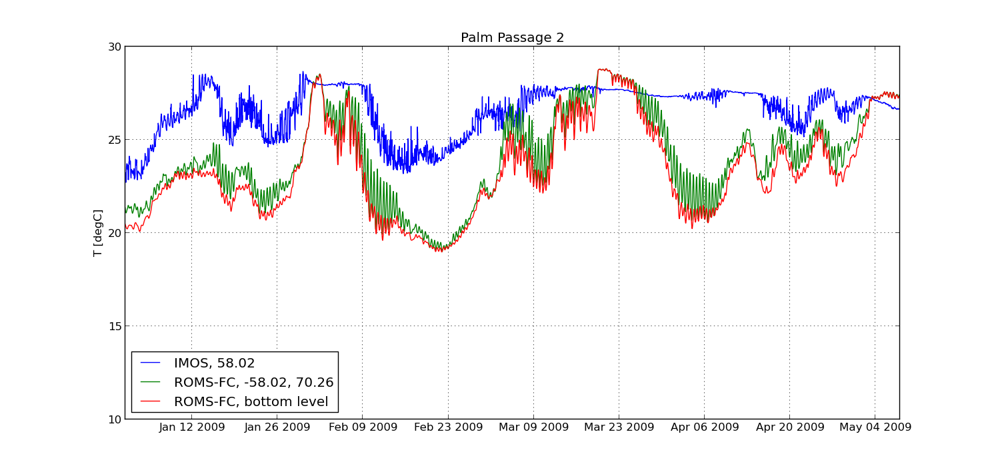 Palm Passage 2
30
25
20
15
10
T [degC]
IMOS, 58.02
ROMS-FC, -58.02, 70.26
ROMS-FC, bottom level
Jan 12 2009 Jan 26 2009 Feb 09 2009 Feb 23 2009 Mar 09 2009 Mar 23 2009 Apr 06 2009 Apr 20 2009 May 04 2009